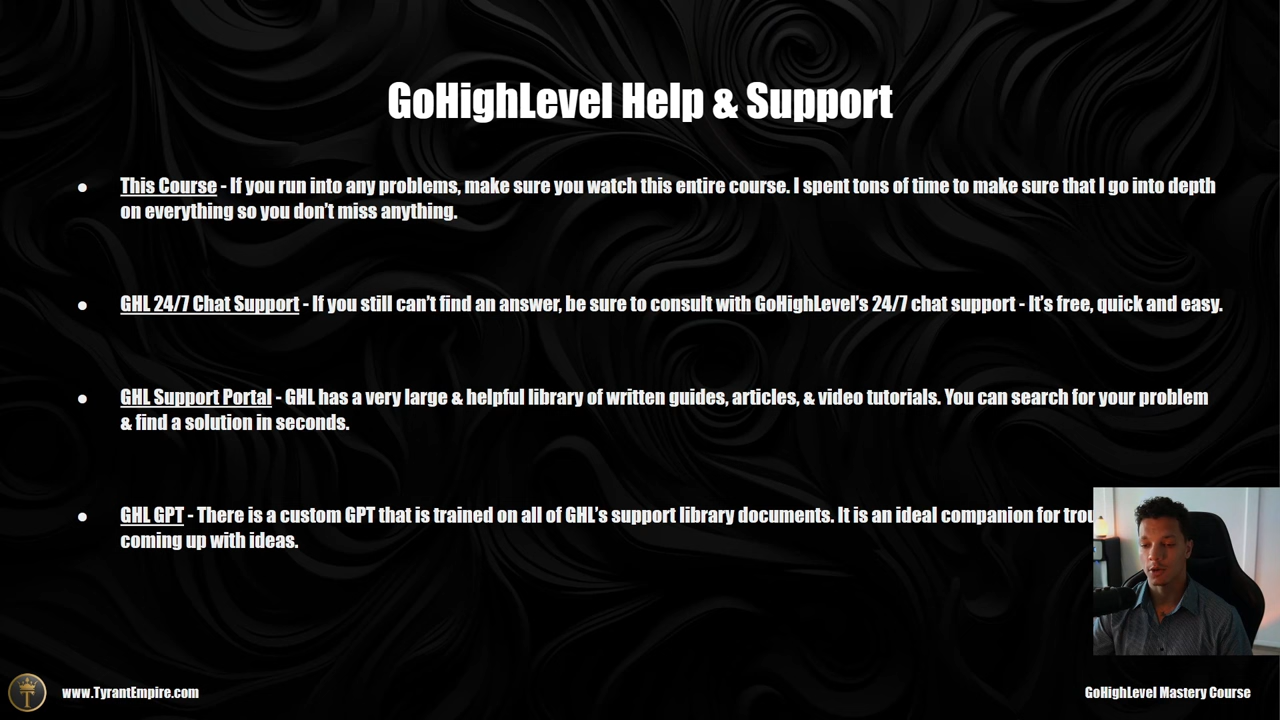 GoHighLevel Help & Support
● This Course - If you run into any problems, make sure you watch this entire course. I spent tons of time to make sure that I go into depth
on everything so you don't miss anything.
● GHL 24/7 Chat Support - If you still can't find an answer, be sure to consult with GoHighLevel's 24/7 chat support - It's free, quick and easy.
● GHL Support Portal - GHL has a very large & helpful library of written guides, articles, & video tutorials. You can search for your problem
& find a solution in seconds.
● GHL GPT - There is a custom GPT that is trained on all of GHL's support library documents. It is an ideal companion for
coming up with ideas.
T
www.TyrantEmpire.com
GoHighLevel Mastery Course